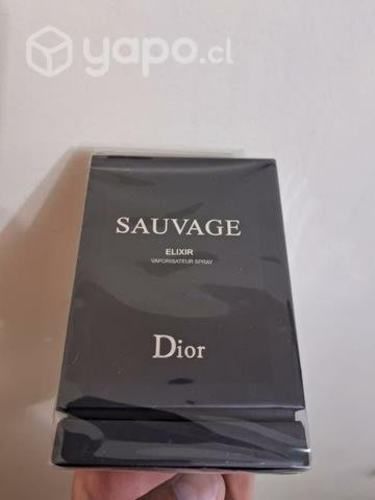 yapo.cl
SAUVAGE
ELIXIR
VAPORISATEUR SPRAY
Dior